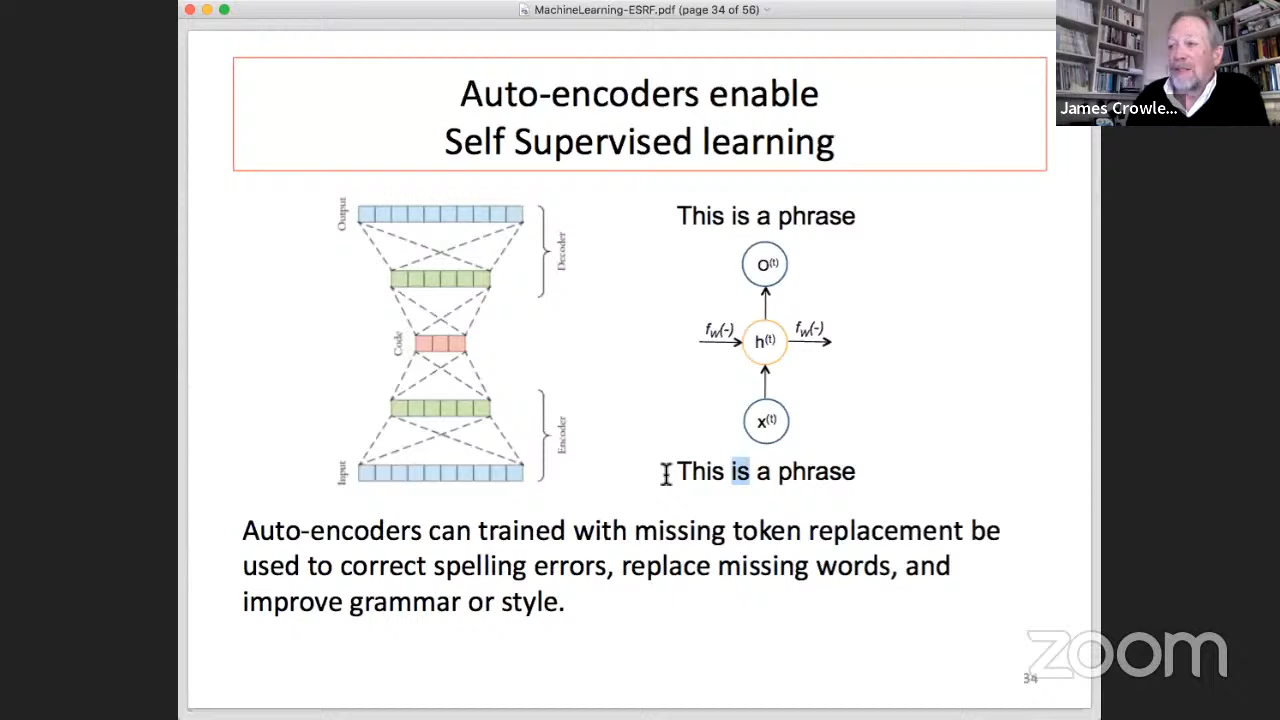 MachineLearning-ESRF.pdf (page 34 of 56)
James Crowle...
Auto-encoders enable
Self Supervised learning
Output
Decoder
Code
Encoder
Input
This is a phrase
O(t)
fW(-)
h(t)
fW(-)
x(t)
This is a phrase
Auto-encoders can trained with missing token replacement be
used to correct spelling errors, replace missing words, and
improve grammar or style.
zoom
34